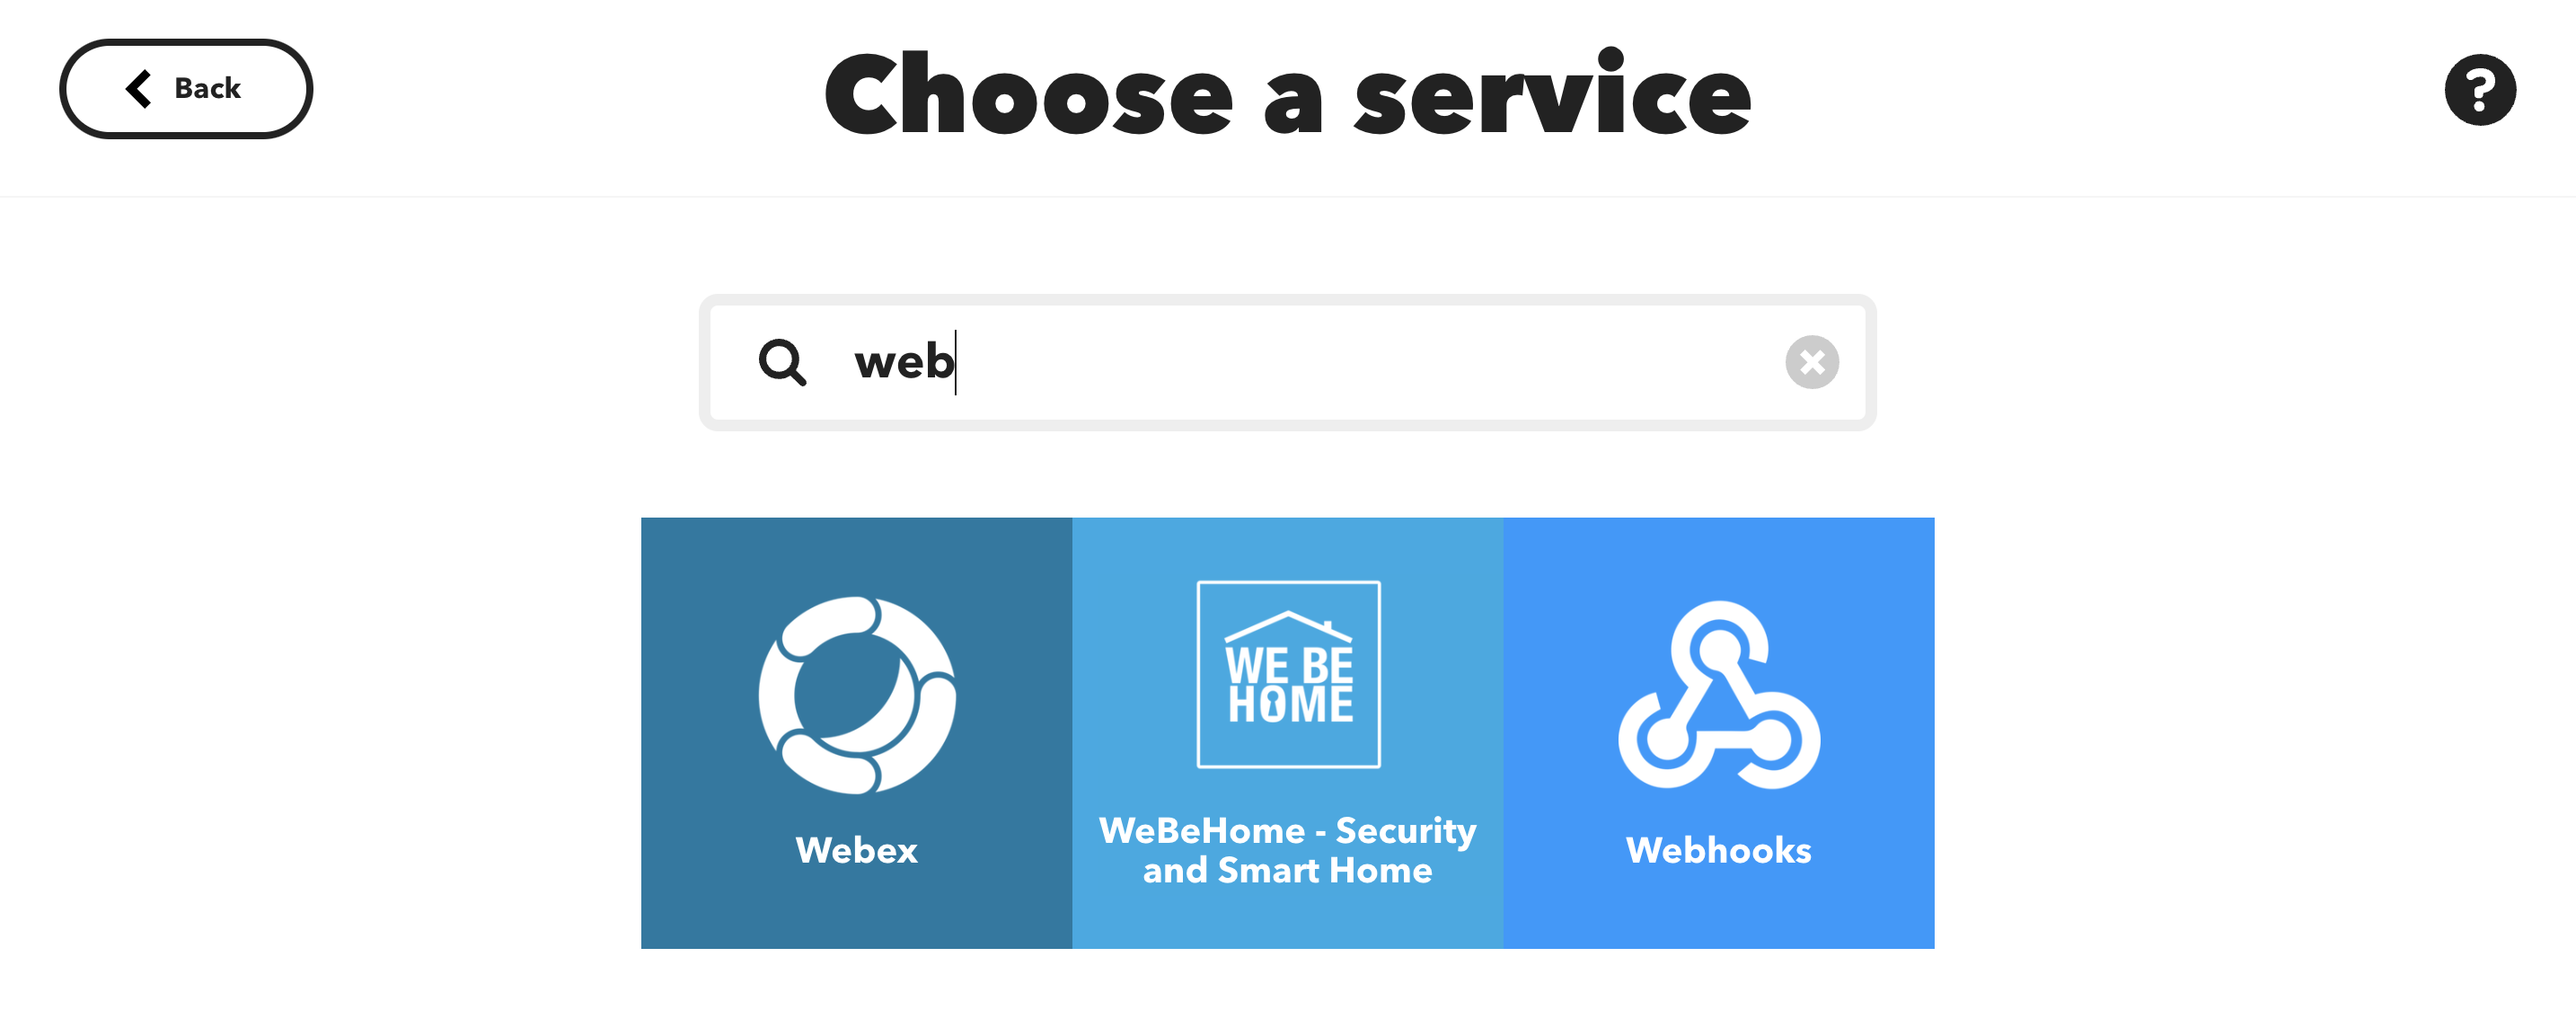 Back
Choose a service
?
web
WE BE
HOME
Webex
WeBeHome - Security
and Smart Home
Webhooks